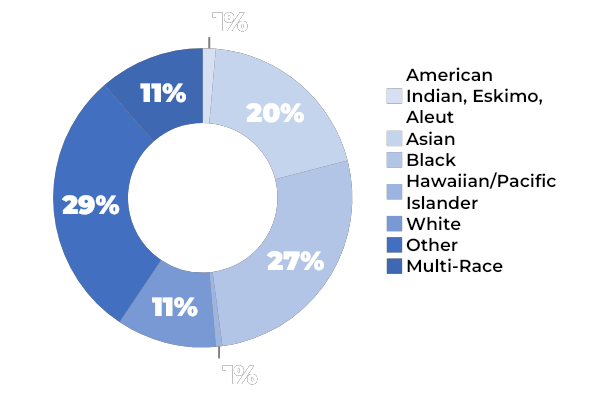 1%
20%
27%
1%
11%
29%
11%
American
Indian, Eskimo,
Aleut
Asian
Black
Hawaiian/Pacific
Islander
White
Other
Multi-Race